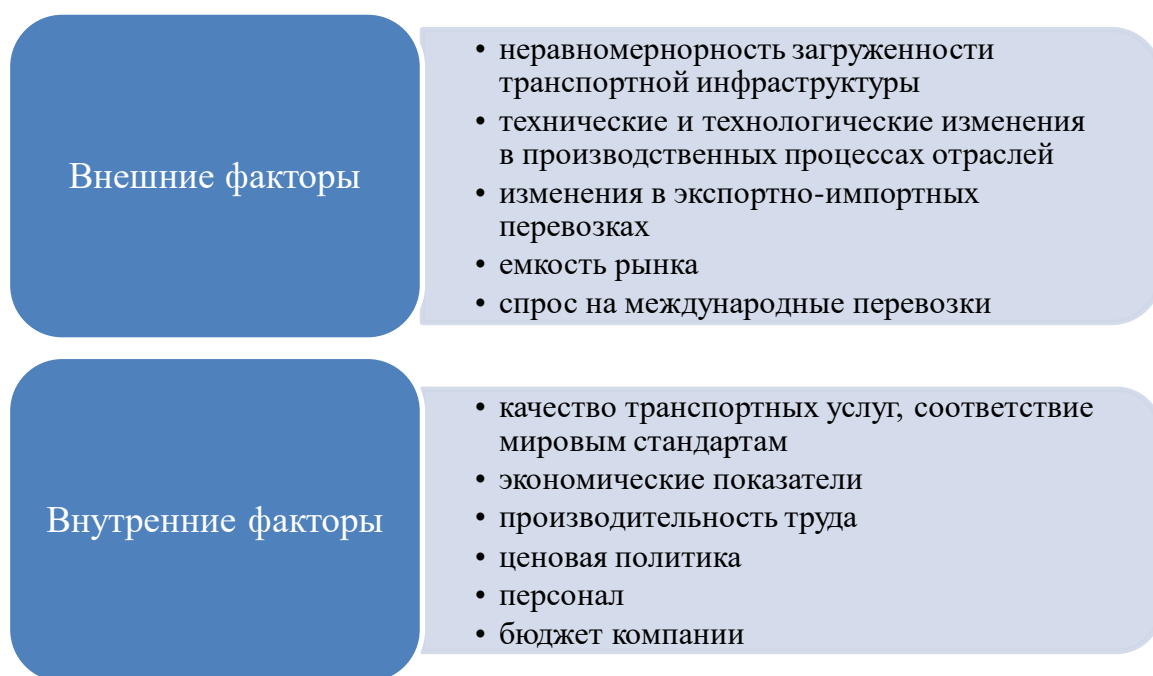 Внешние факторы
• неравномернорность загруженности
транспортной инфраструктуры
• технические и технологические изменения
в производственных процессах отраслей
• изменения в экспортно-импортных
перевозках
• емкость рынка
• спрос на международные перевозки
Внутренние факторы
• качество транспортных услуг, соответствие
мировым стандартам
• экономические показатели
• производительность труда
• ценовая политика
• персонал
• бюджет компании